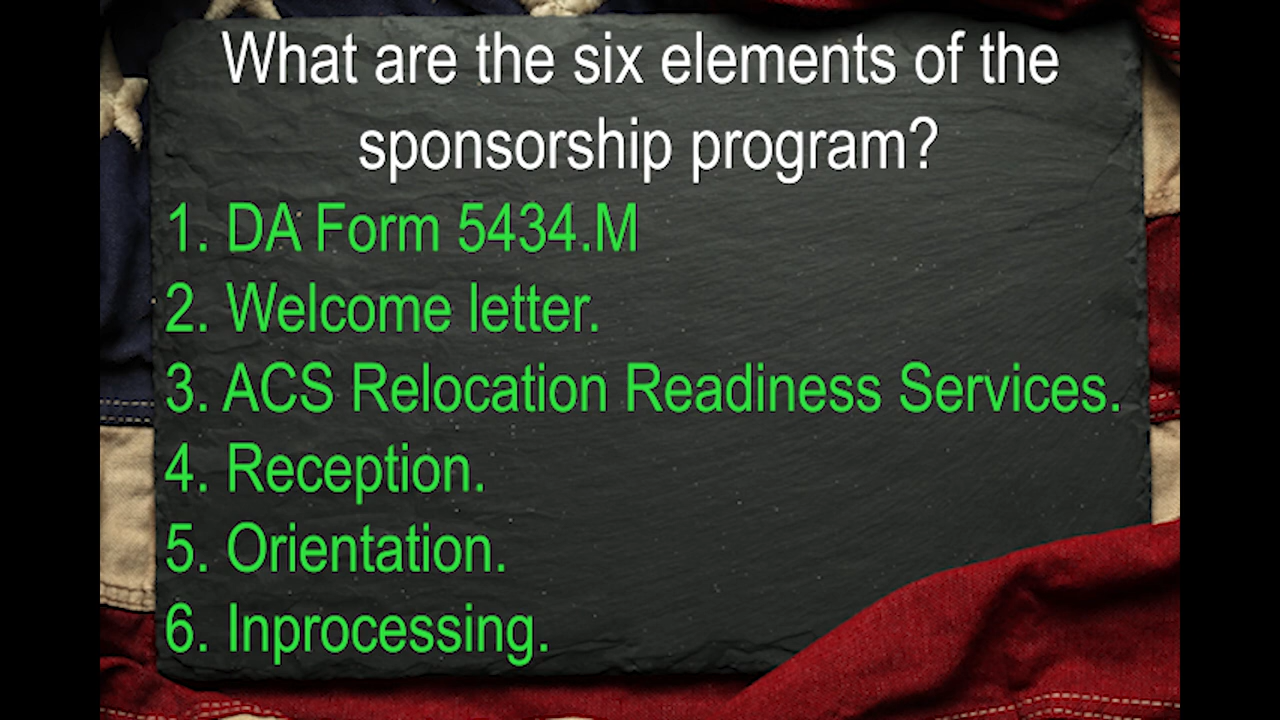 What are the six elements of the
sponsorship program?
1. DA Form 5434.M
2. Welcome letter.
3. ACS Relocation Readiness Services.
4. Reception.
5. Orientation.
6. Inprocessing.